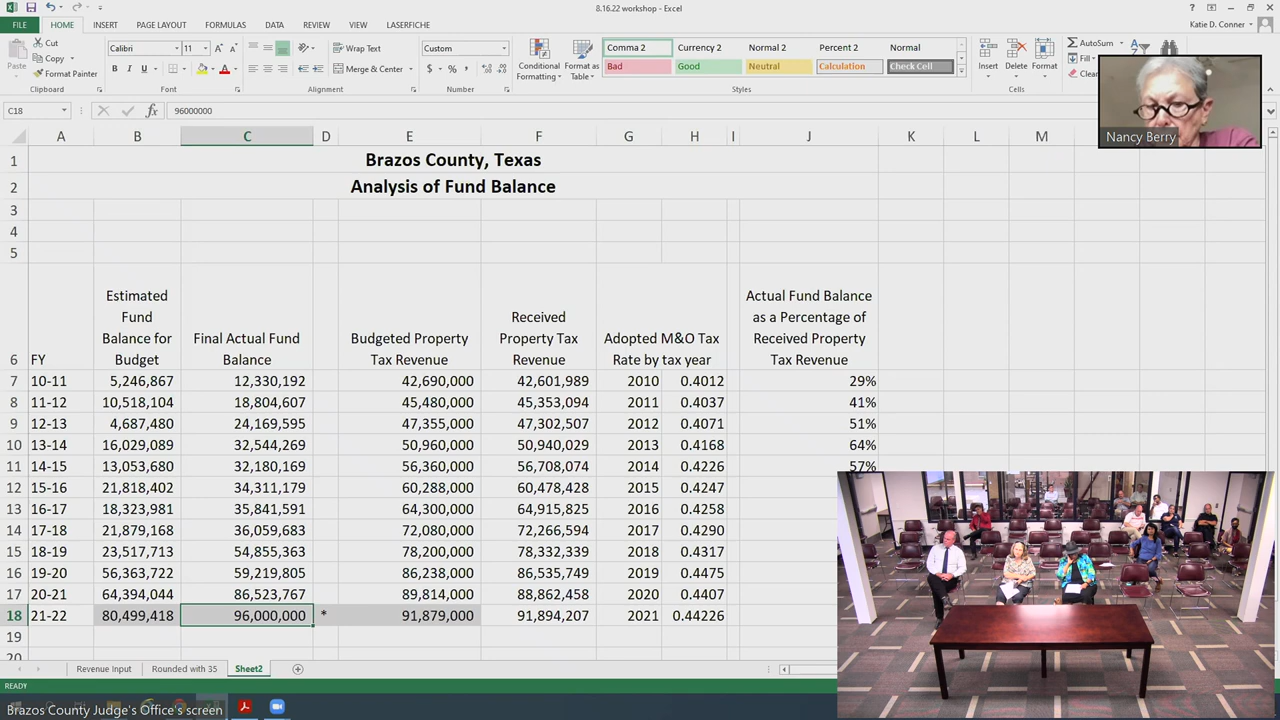 8.16.22 workshop - Excel
FILE HOME INSERT PAGE LAYOUT FORMULAS DATA REVIEW VIEW LASERFICHE Katie D. Conner
Cut Calibri 11 Wrap Text Custom Comma 2 Currency 2 Normal 2 Percent 2 Normal AutoSum
Copy
Paste Format Painter Merge & Center Conditional Formatting Format as Table Bad Good Neutral Calculation Check Cell Insert Delete Format Fill
Clipboard Font Alignment Number Styles Cells
Nancy Berry
C18 96000000
A B C D E F G H I J K L M
1 Brazos County, Texas
2 Analysis of Fund Balance
3
4
5
Estimated Fund Balance for Budget
Final Actual Fund Balance
Budgeted Property Tax Revenue
Received Property Tax Revenue
Adopted M&O Tax Rate by tax year
Actual Fund Balance as a Percentage of Received Property Tax Revenue
6 FY
7 10-11 5,246,867 12,330,192 42,690,000 42,601,989 2010 0.4012 29%
8 11-12 10,518,104 18,804,607 45,480,000 45,353,094 2011 0.4037 41%
9 12-13 4,687,480 24,169,595 47,355,000 47,302,507 2012 0.4071 51%
10 13-14 16,029,089 32,544,269 50,960,000 50,940,029 2013 0.4168 64%
11 14-15 13,053,680 32,180,169 56,360,000 56,708,074 2014 0.4226 57%
12 15-16 21,818,402 34,311,179 60,288,000 60,478,428 2015 0.4247
13 16-17 18,323,981 35,841,591 64,300,000 64,915,825 2016 0.4258
14 17-18 21,879,168 36,059,683 72,080,000 72,266,594 2017 0.4290
15 18-19 23,517,713 54,855,363 78,200,000 78,332,339 2018 0.4317
16 19-20 56,363,722 59,219,805 86,238,000 86,535,749 2019 0.4475
17 20-21 64,394,044 86,523,767 89,614,000 88,862,458 2020 0.4407
18 21-22 80,499,418 96,000,000 * 91,879,000 91,894,207 2021 0.44226
19
20
Revenue Input Rounded with 35 Sheet2
READY
Brazos County Judge's Office's screen